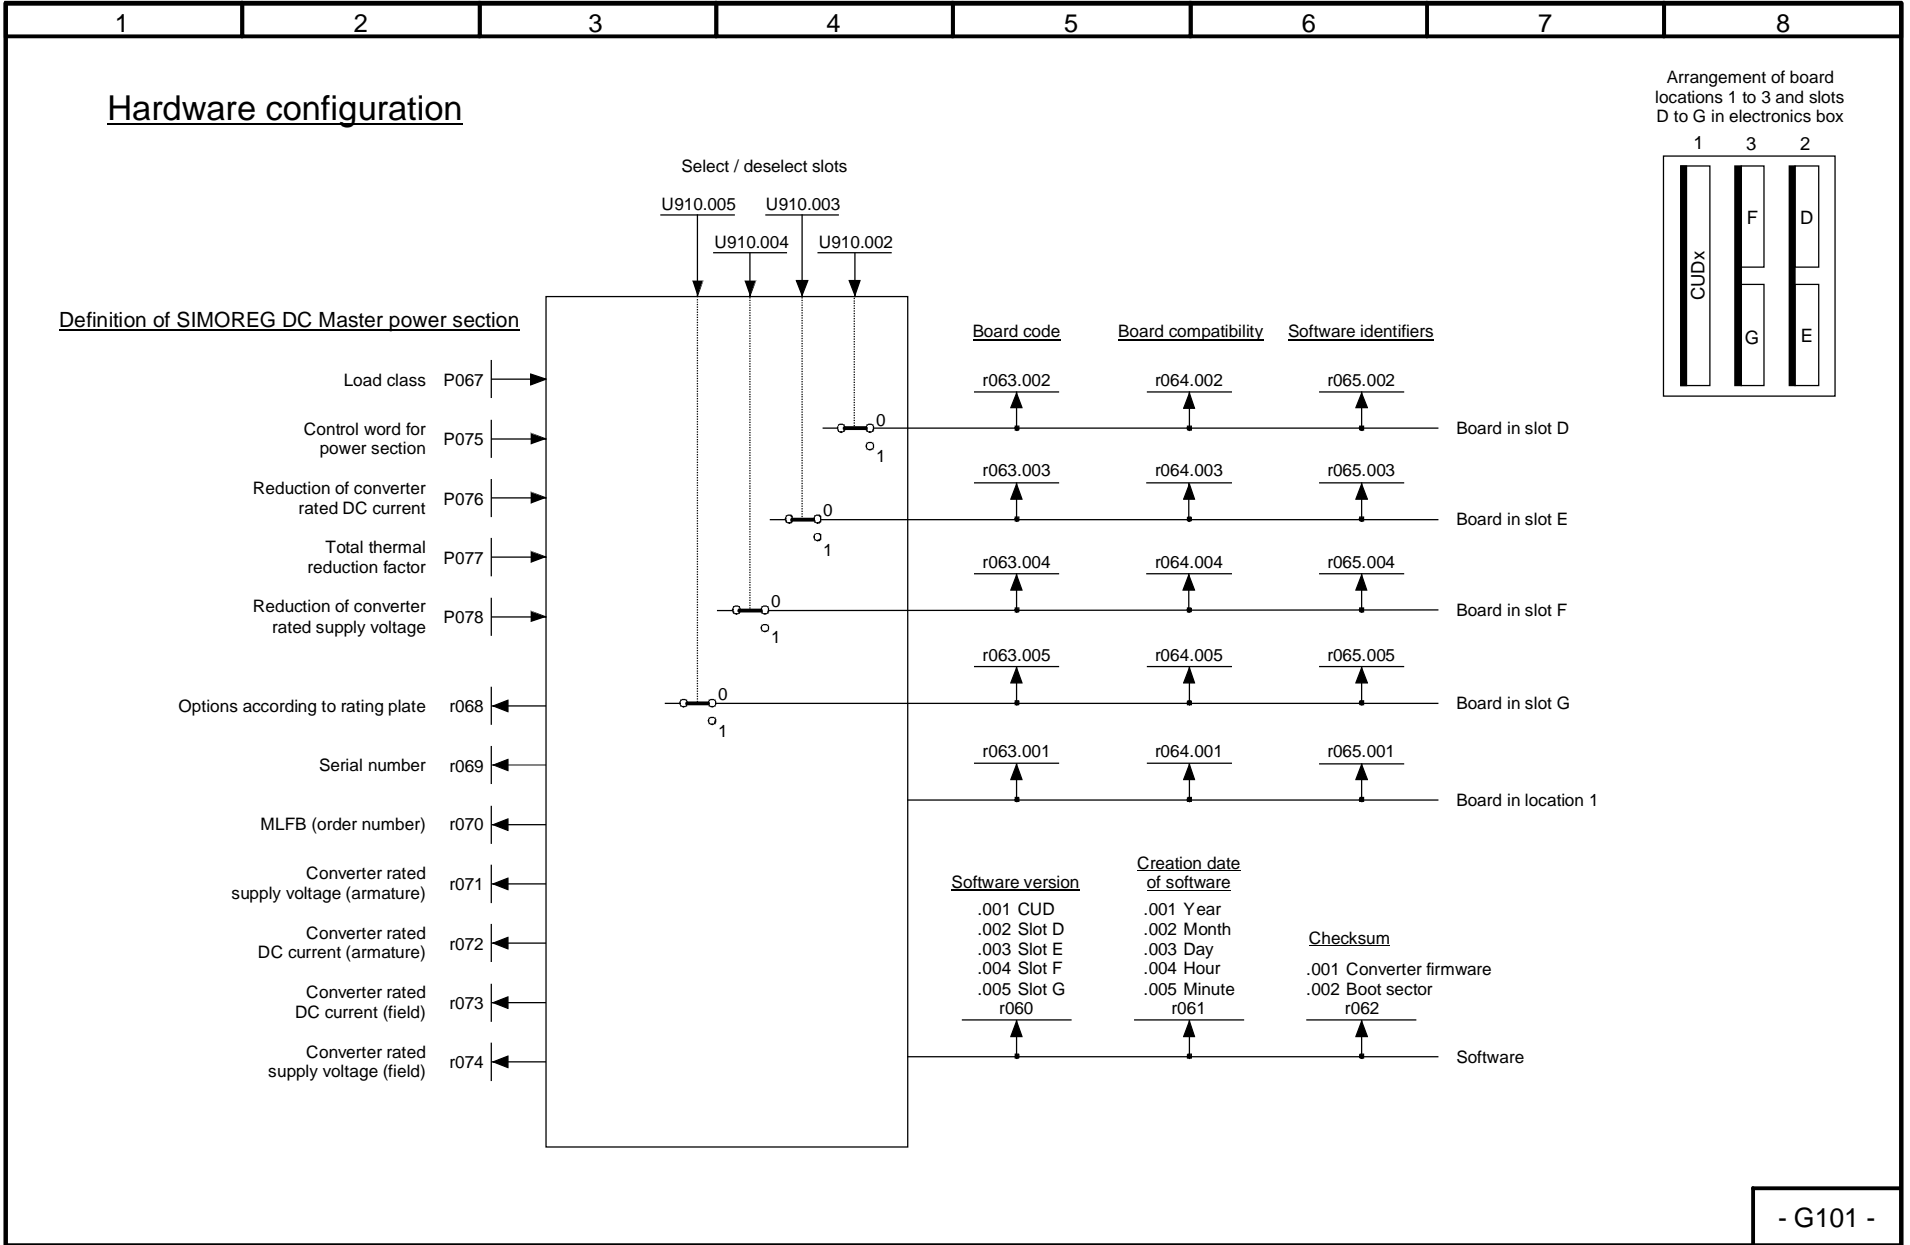 1 2 3 4 5 6 7 8
Hardware configuration
Arrangement of board
locations 1 to 3 and slots
D to G in electronics box
1 3 2
CUDx
F
D
G
E
Select / deselect slots
U910.005 U910.003
U910.004 U910.002
Definition of SIMOREG DC Master power section
Load class P067
Control word for
power section
P075
Reduction of converter
rated DC current
P076
Total thermal
reduction factor
P077
Reduction of converter
rated supply voltage
P078
Options according to rating plate r068
Serial number r069
MLFB (order number) r070
Converter rated
supply voltage (armature)
r071
Converter rated
DC current (armature)
r072
Converter rated
DC current (field)
r073
Converter rated
supply voltage (field)
r074
Board code Board compatibility Software identifiers
r063.002 r064.002 r065.002
0
1
Board in slot D
r063.003 r064.003 r065.003
0
1
Board in slot E
r063.004 r064.004 r065.004
0
1
Board in slot F
r063.005 r064.005 r065.005
0
1
Board in slot G
r063.001 r064.001 r065.001
Board in location 1
Software version
.001 CUD
.002 Slot D
.003 Slot E
.004 Slot F
.005 Slot G
r060
Creation date
of software
.001 Year
.002 Month
.003 Day
.004 Hour
.005 Minute
r061
Checksum
.001 Converter firmware
.002 Boot sector
r062
Software
- G101 -